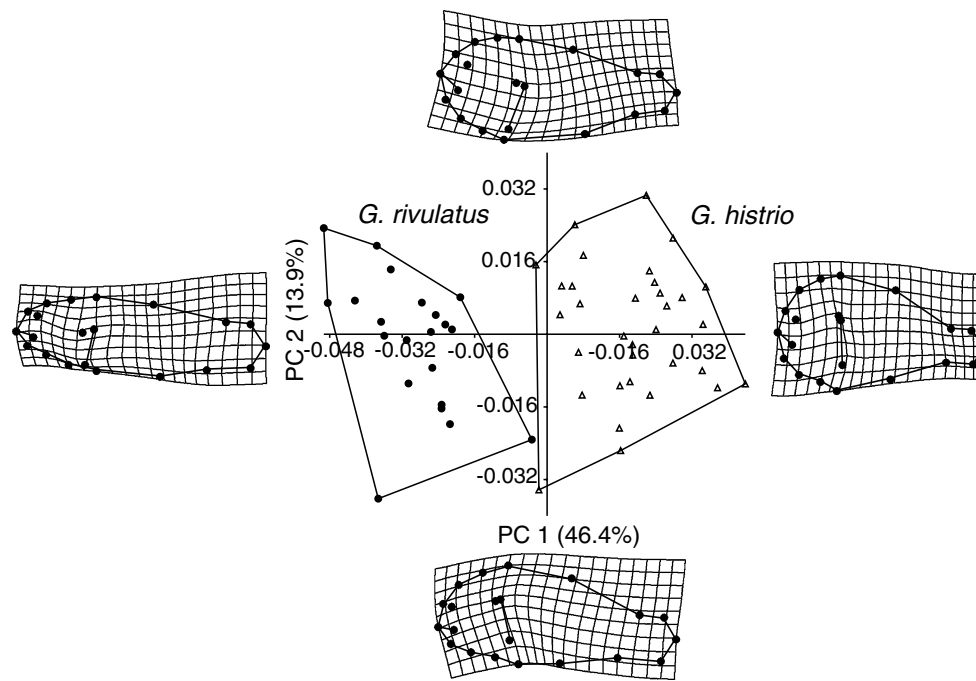 0.032
G. rivulatus
G. histrio
0.016
PC 2 (13.9%)
-0.048 -0.032 -0.016 -0.016 0.032
-0.016
-0.032
PC 1 (46.4%)